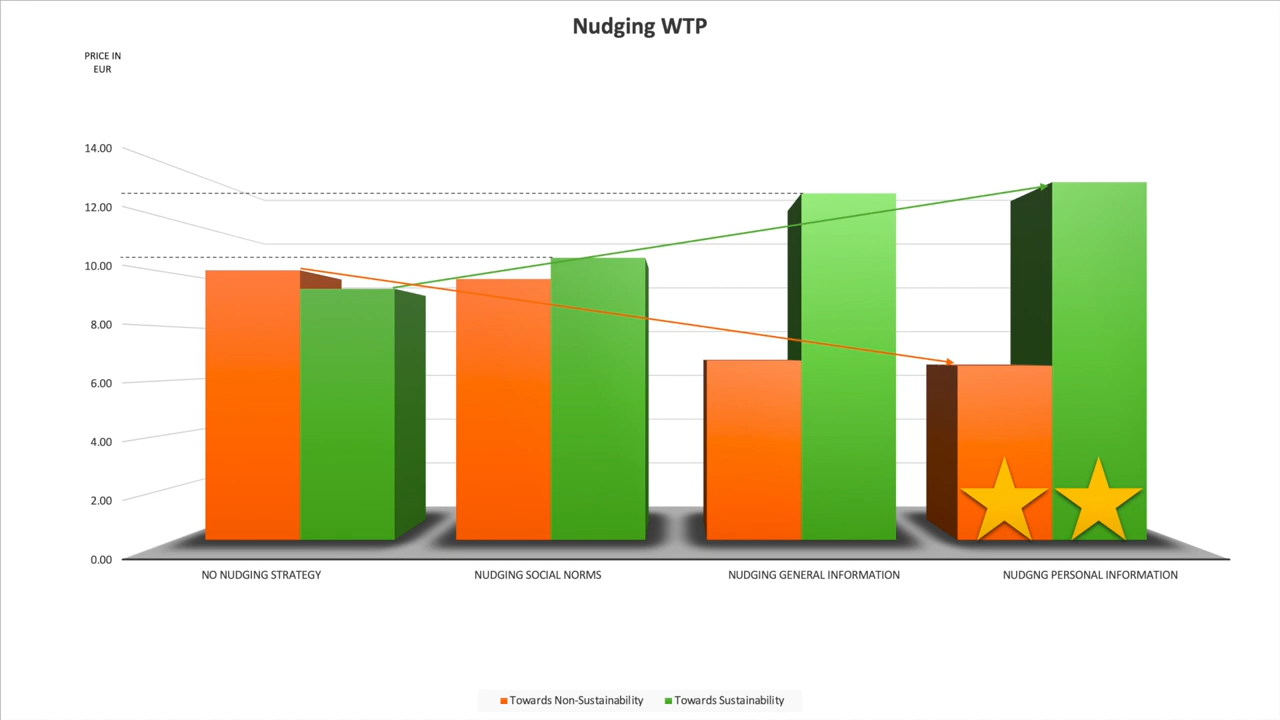 Nudging WTP
PRICE IN
EUR
14.00
12.00
10.00
8.00
6.00
4.00
2.00
0.00
NO NUDGING STRATEGY
NUDGING SOCIAL NORMS
NUDGING GENERAL INFORMATION
NUDGNG PERSONAL INFORMATION
Towards Non-Sustainability
Towards Sustainability